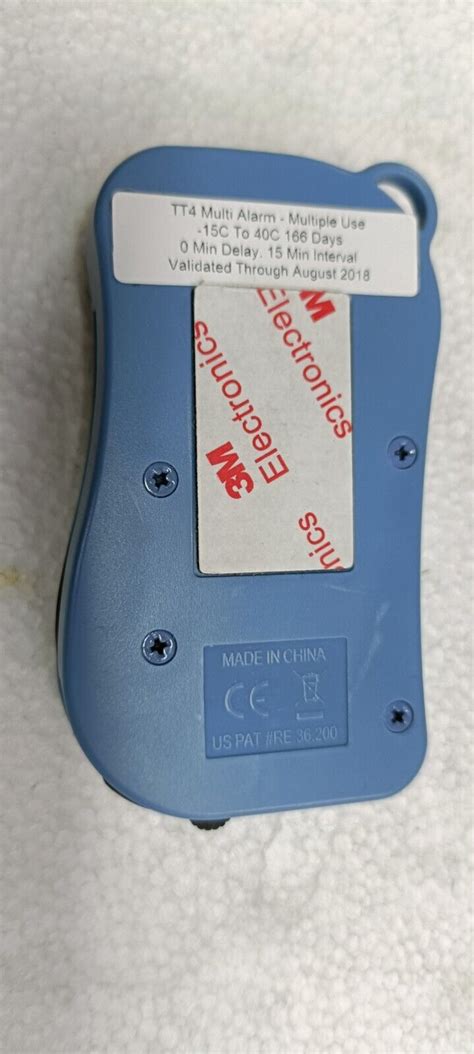 TT4 Multi Alarm - Multiple Use
-15C To 40C 166 Days
0 Min Delay. 15 Min Interval
Validated Through August 2018
3M
Electronics
3M Electronics
nics
MADE IN CHINA
CE
US PAT #RE.36.200